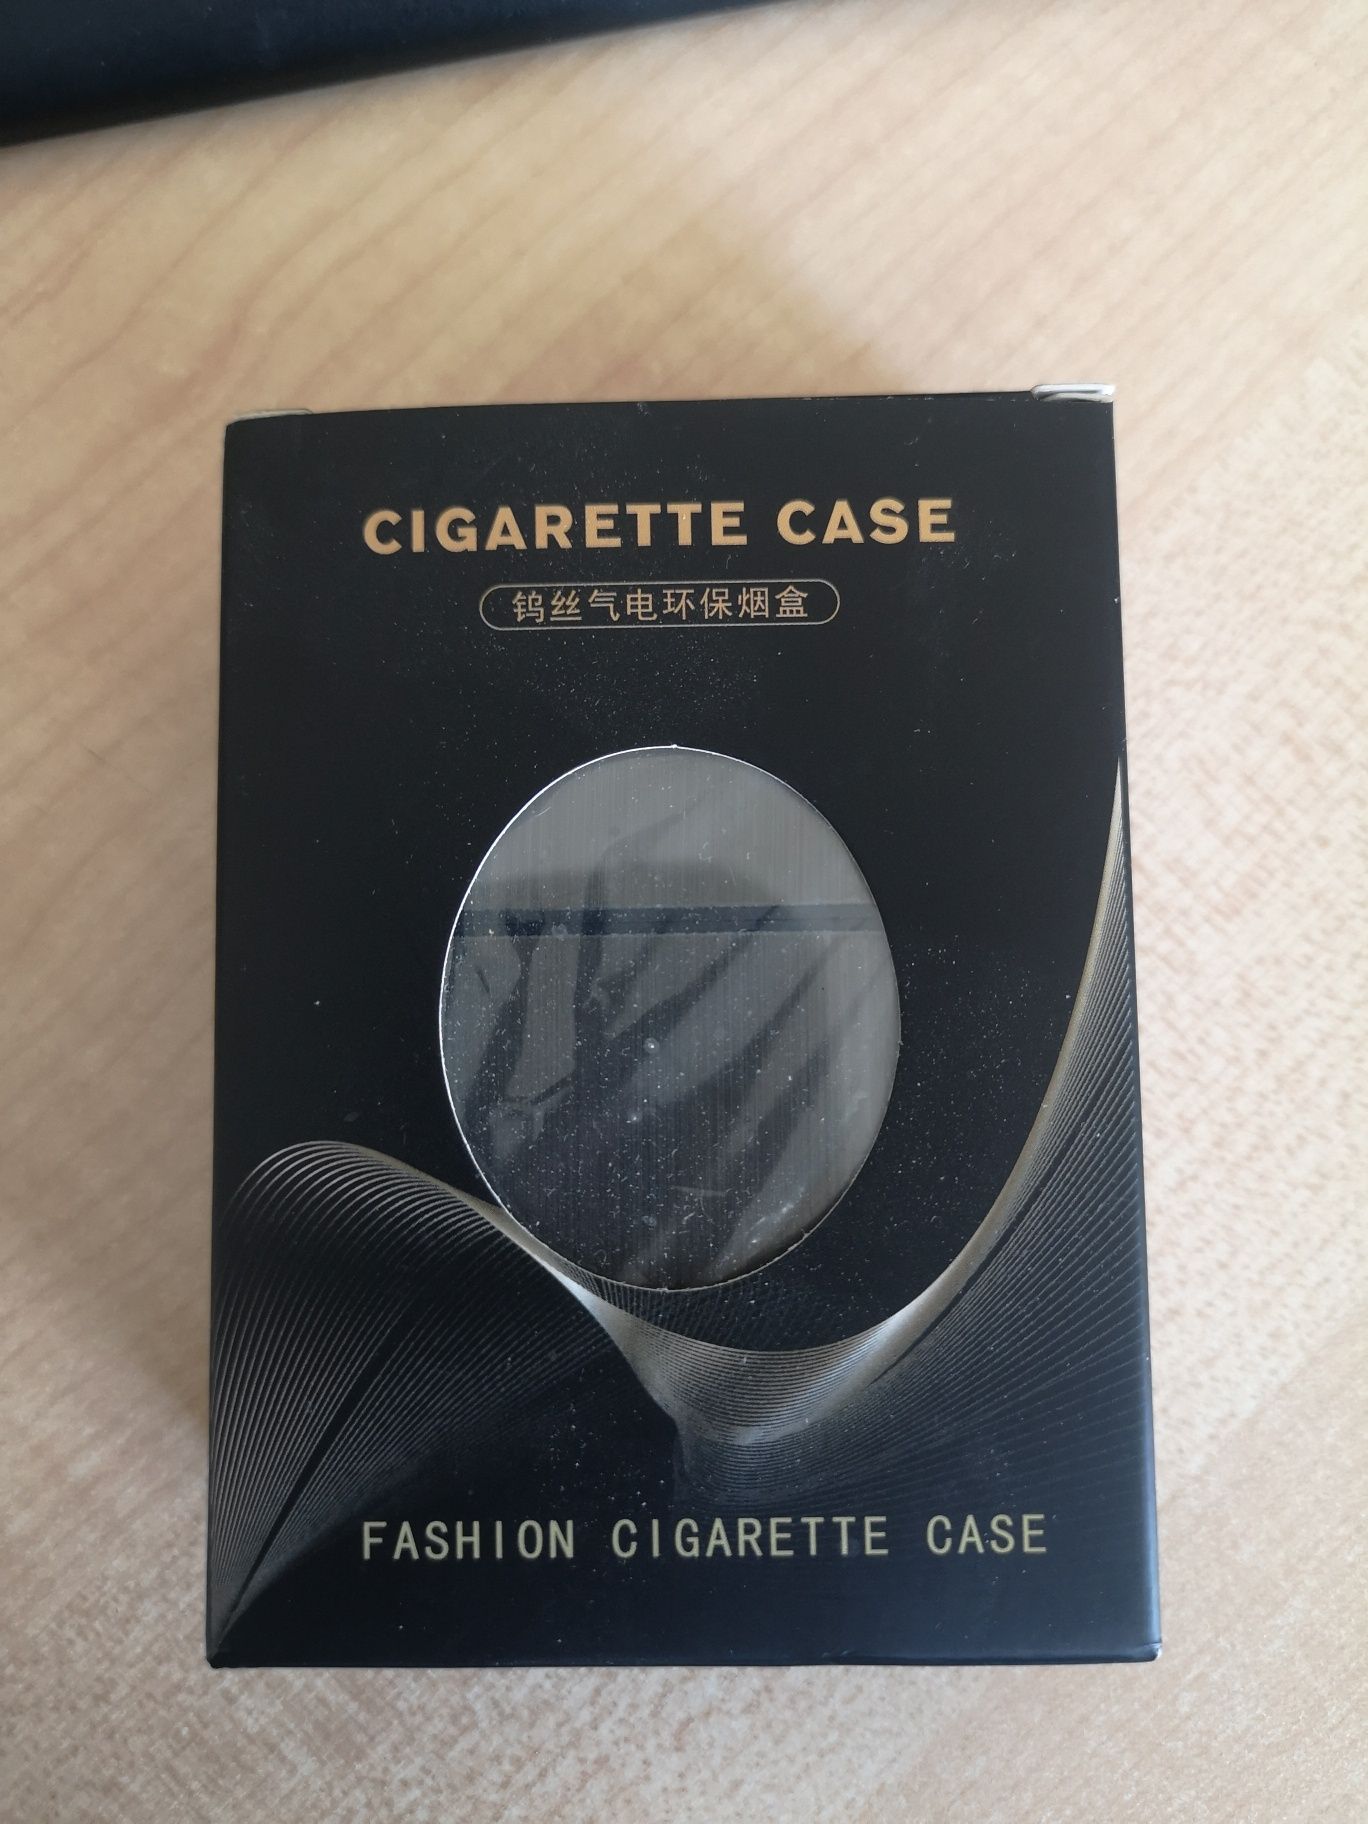 CIGARETTE CASE
钨丝气电环保烟盒
FASHION CIGARETTE CASE